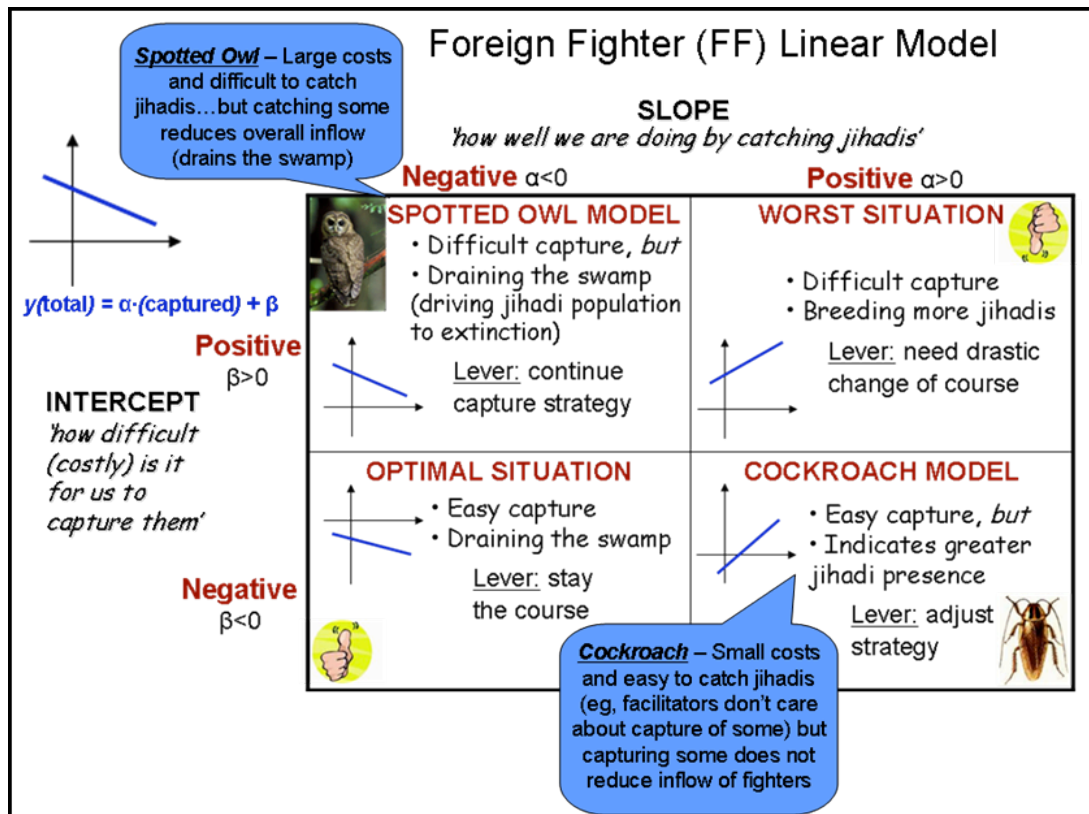 Foreign Fighter (FF) Linear Model
Spotted Owl – Large costs
and difficult to catch
jihadis…but catching some
reduces overall inflow
(drains the swamp)
SLOPE
‘how well we are doing by catching jihadis’
Negative α<0
Positive α>0
y(total) = α·(captured) + β
Positive
β>0
INTERCEPT
‘how difficult
(costly) is it
for us to
capture them’
Negative
β<0
SPOTTED OWL MODEL
• Difficult capture, but
• Draining the swamp
(driving jihadi population
to extinction)
Lever: continue
capture strategy
WORST SITUATION
• Difficult capture
• Breeding more jihadis
Lever: need drastic
change of course
OPTIMAL SITUATION
• Easy capture
• Draining the swamp
Lever: stay
the course
COCKROACH MODEL
• Easy capture, but
• Indicates greater
jihadi presence
Lever: adjust
strategy
Cockroach – Small costs
and easy to catch jihadis
(eg, facilitators don’t care
about capture of some) but
capturing some does not
reduce inflow of fighters